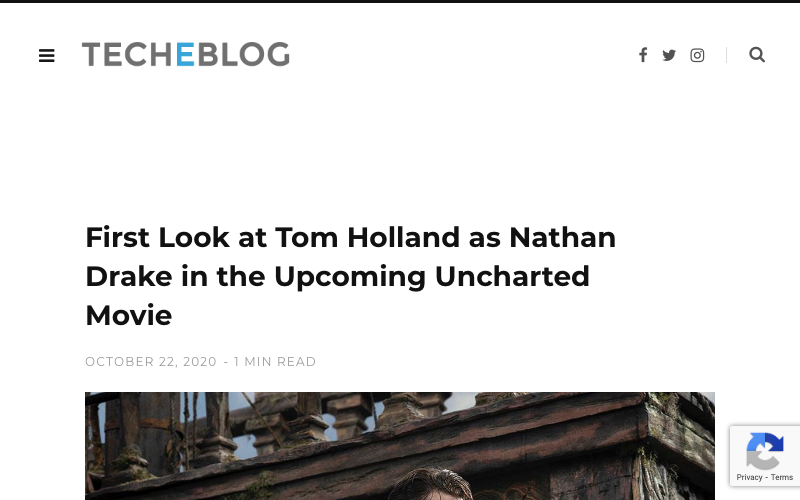 TECHEBLOG
First Look at Tom Holland as Nathan
Drake in the Upcoming Uncharted
Movie
OCTOBER 22, 2020 - 1 MIN READ
Privacy - Terms